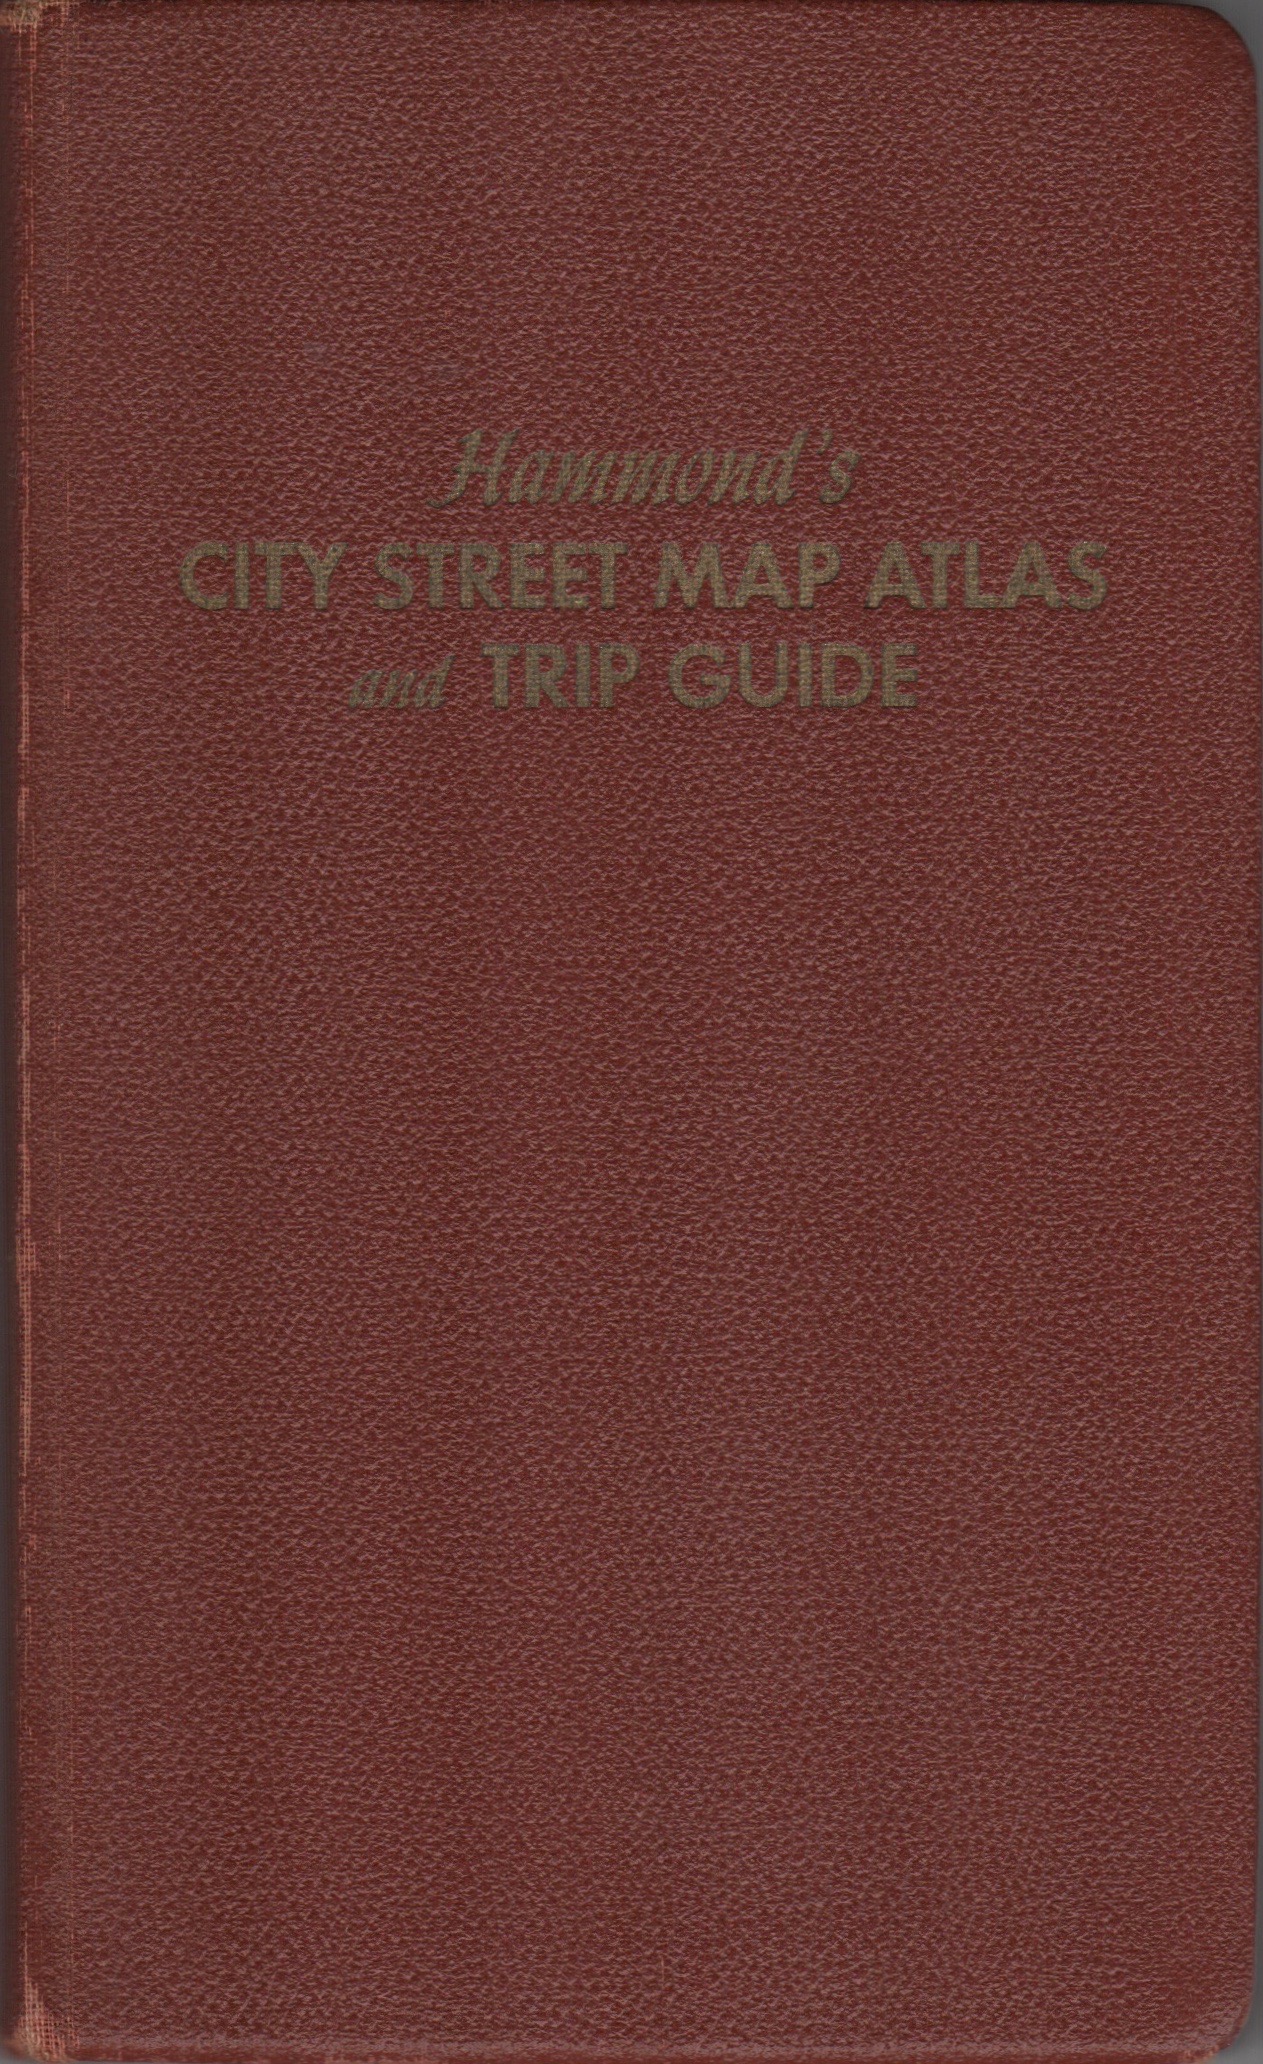 Hammond's
CITY STREET MAP ATLAS
and TRIP GUIDE